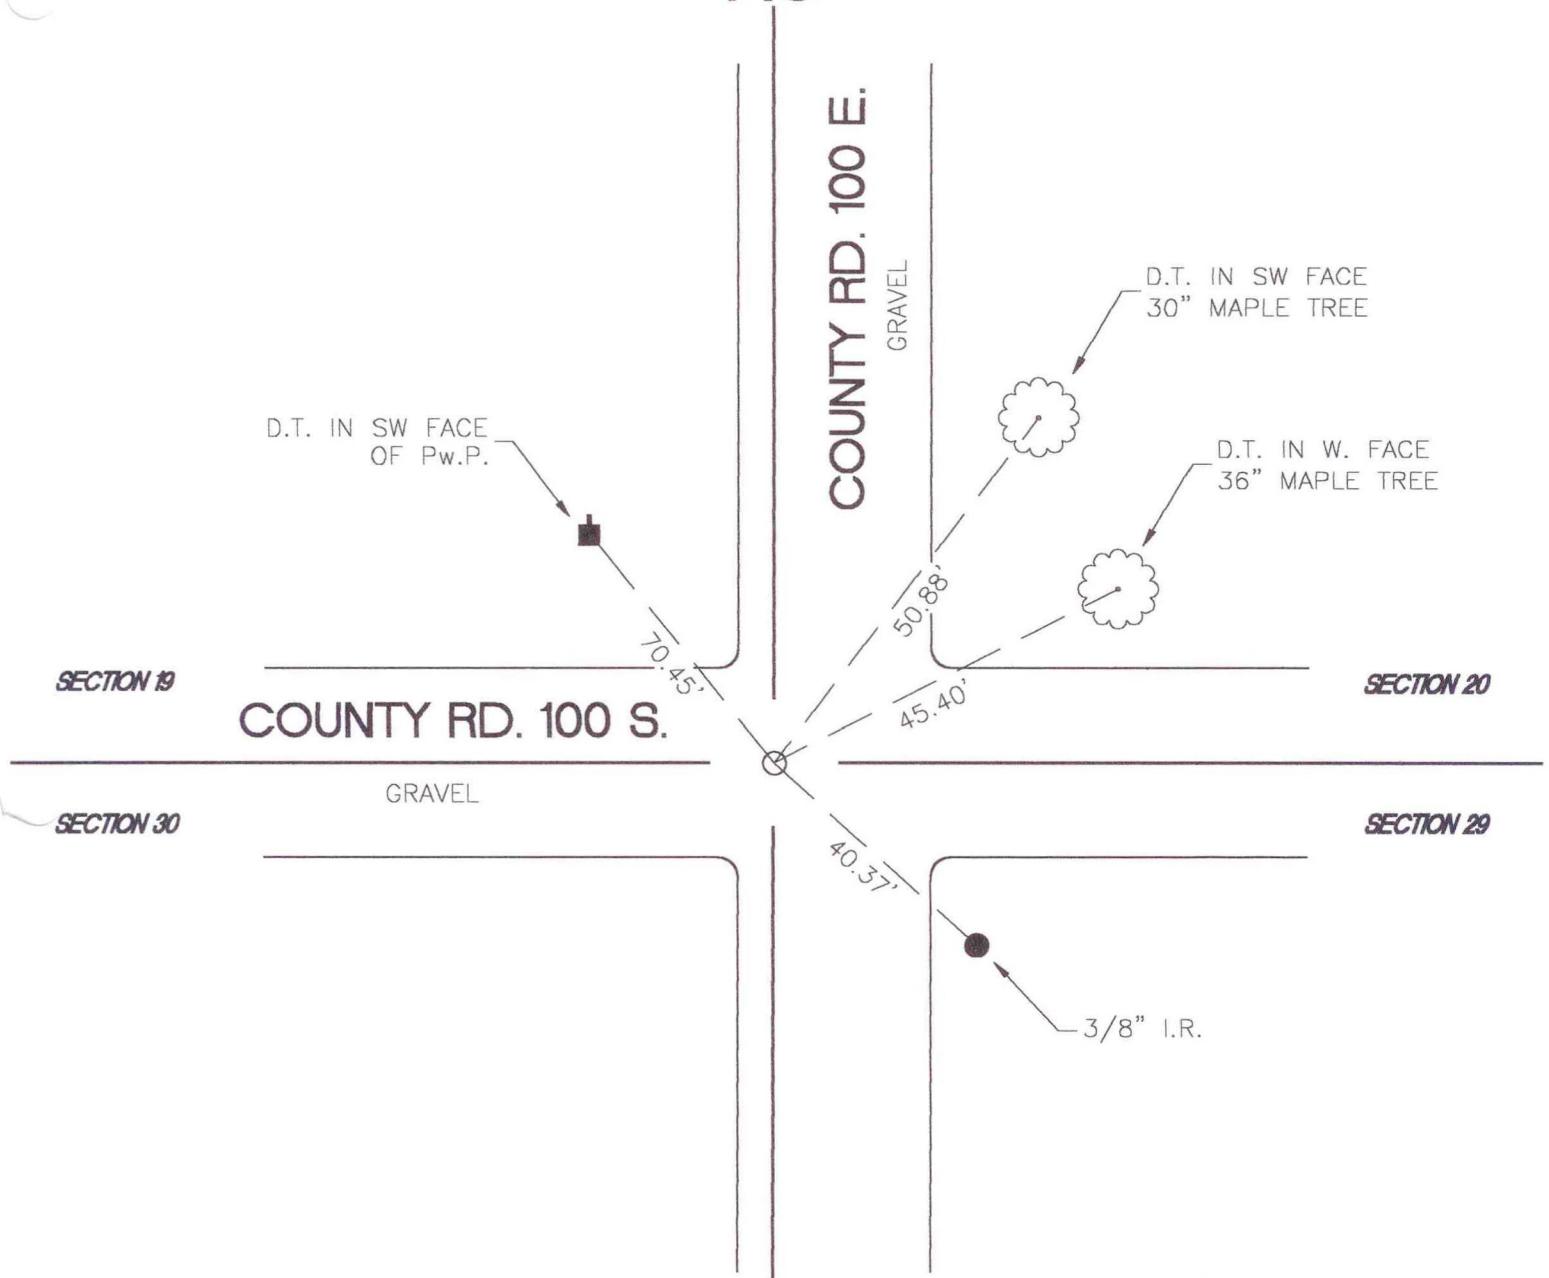 COUNTY RD. 100 E.
GRAVEL
D.T. IN SW FACE
30" MAPLE TREE
D.T. IN SW FACE
OF Pw.P.
D.T. IN W. FACE
36" MAPLE TREE
50.88'
70.45'
45.40'
SECTION 19
SECTION 20
COUNTY RD. 100 S.
GRAVEL
SECTION 30
SECTION 29
40.37'
3/8" I.R.